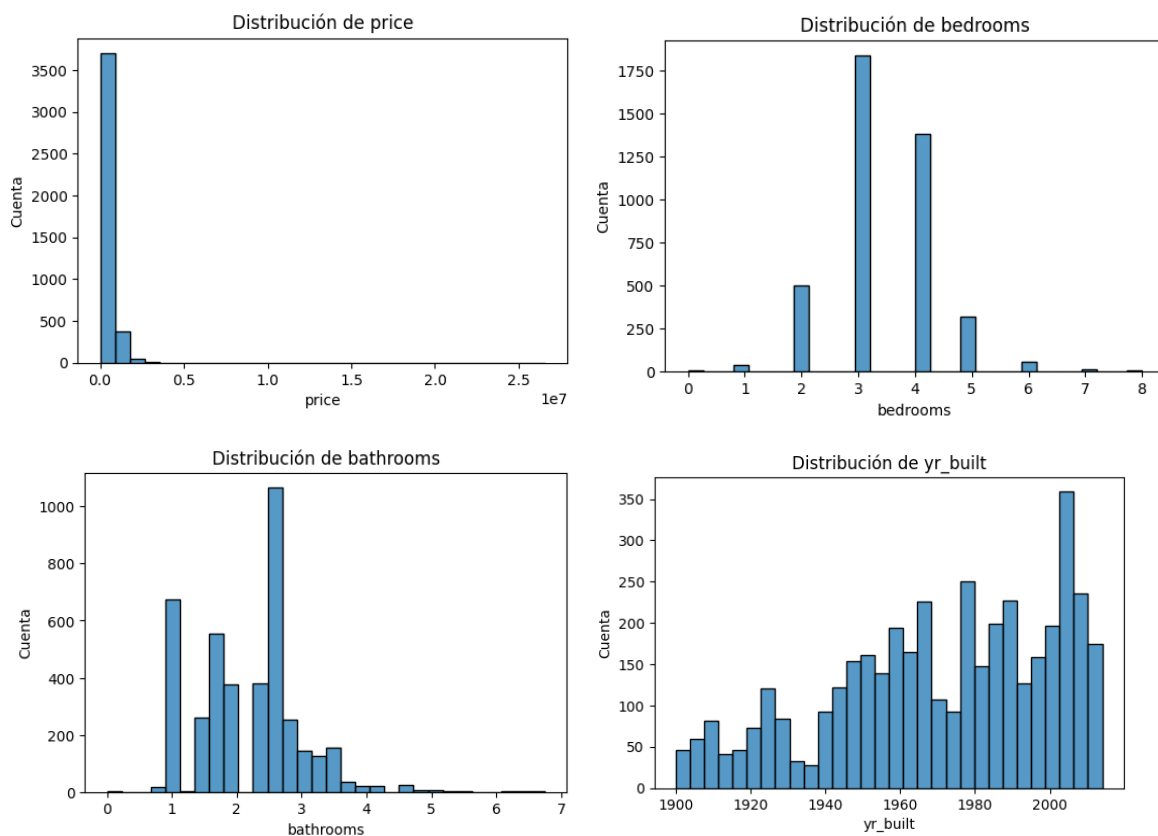 Distribución de price
3500
3000
2500
2000
1500
1000
500
0
Cuenta
0.0 0.5 1.0 1.5 2.0 2.5
1e7
price
Distribución de bedrooms
1750
1500
1250
1000
750
500
250
0
Cuenta
0 1 2 3 4 5 6 7 8
bedrooms
Distribución de bathrooms
1000
800
600
400
200
0
Cuenta
0 1 2 3 4 5 6 7
bathrooms
Distribución de yr_built
350
300
250
200
150
100
50
0
Cuenta
1900 1920 1940 1960 1980 2000
yr_built